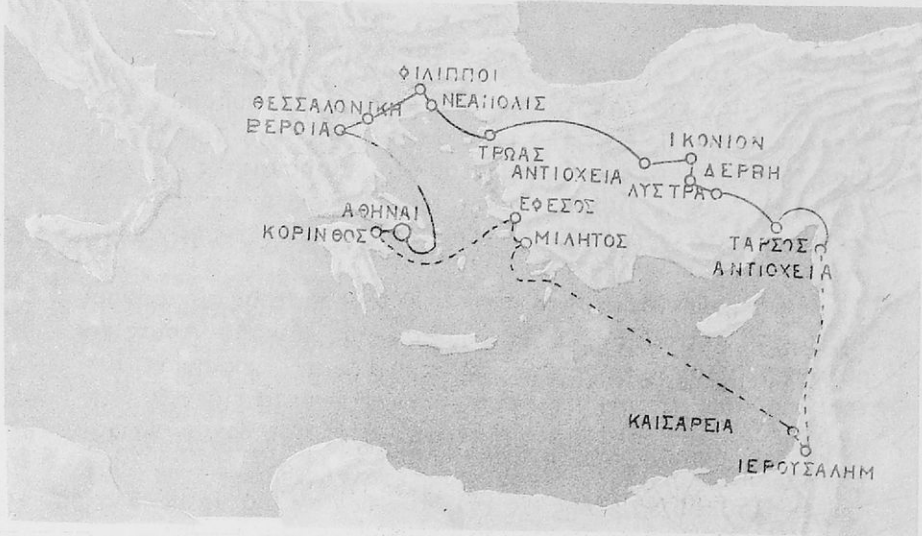 ΦΙΛΙΠΠΟΙ
ΘΕΣΣΑΛΟΝΙΚΗ
ΝΕΑΠΟΛΙΣ
ΒΕΡΟΙΑ
ΤΡΩΑΣ
ΙΚΟΝΙΟΝ
ΑΝΤΙΟΧΕΙΑ
ΔΕΡΒΗ
ΛΥΣΤΡΑ
ΑΘΗΝΑΙ
ΕΦΕΣΟΣ
ΚΟΡΙΝΘΟΣ
ΜΙΛΗΤΟΣ
ΤΑΡΣΟΣ
ΑΝΤΙΟΧΕΙΑ
ΚΑΙΣΑΡΕΙΑ
ΙΕΡΟΥΣΑΛΗΜ